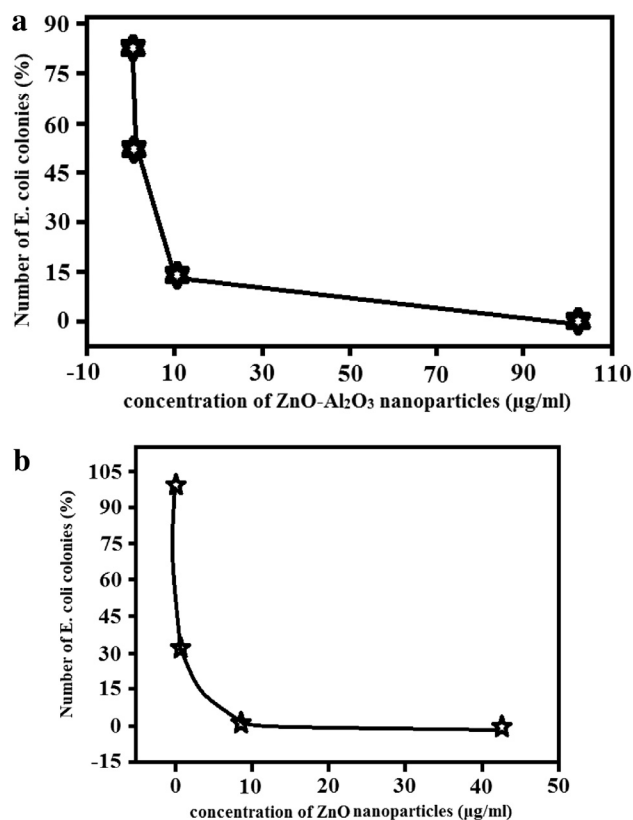 a
Number of E. coli colonies (%)
90
75
60
45
30
15
0
-10 10 30 50 70 90 110
concentration of ZnO-Al₂O₃ nanoparticles (µg/ml)
b
Number of E. coli colonies (%)
105
90
75
60
45
30
15
0
-15
0 10 20 30 40 50
concentration of ZnO nanoparticles (µg/ml)